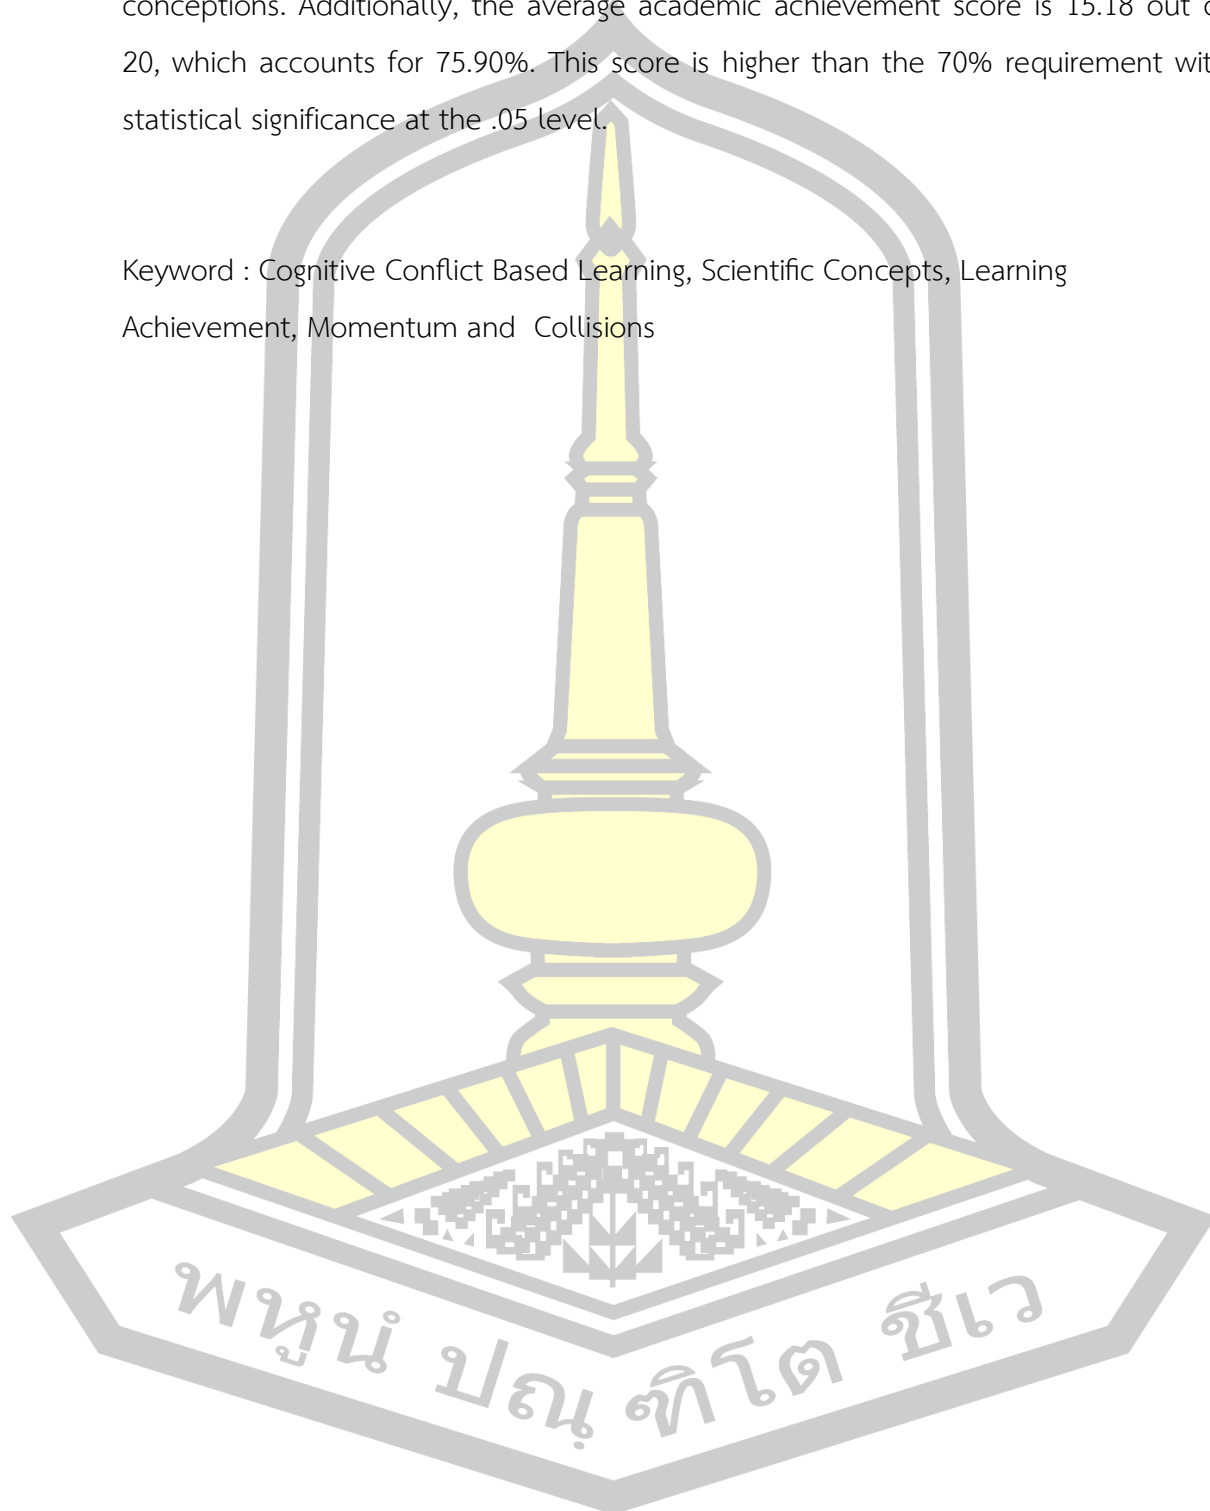 conceptions. Additionally, the average academic achievement score is 15.18 out
20, which accounts for 75.90%. This score is higher than the 70% requirement
statistical significance at the .05 level.
Keyword : Cognitive Conflict Based Learning, Scientific Concepts, Learning
Achievement, Momentum and Collisions
พหูนํ ปณฺ ฑิโต ชีเว